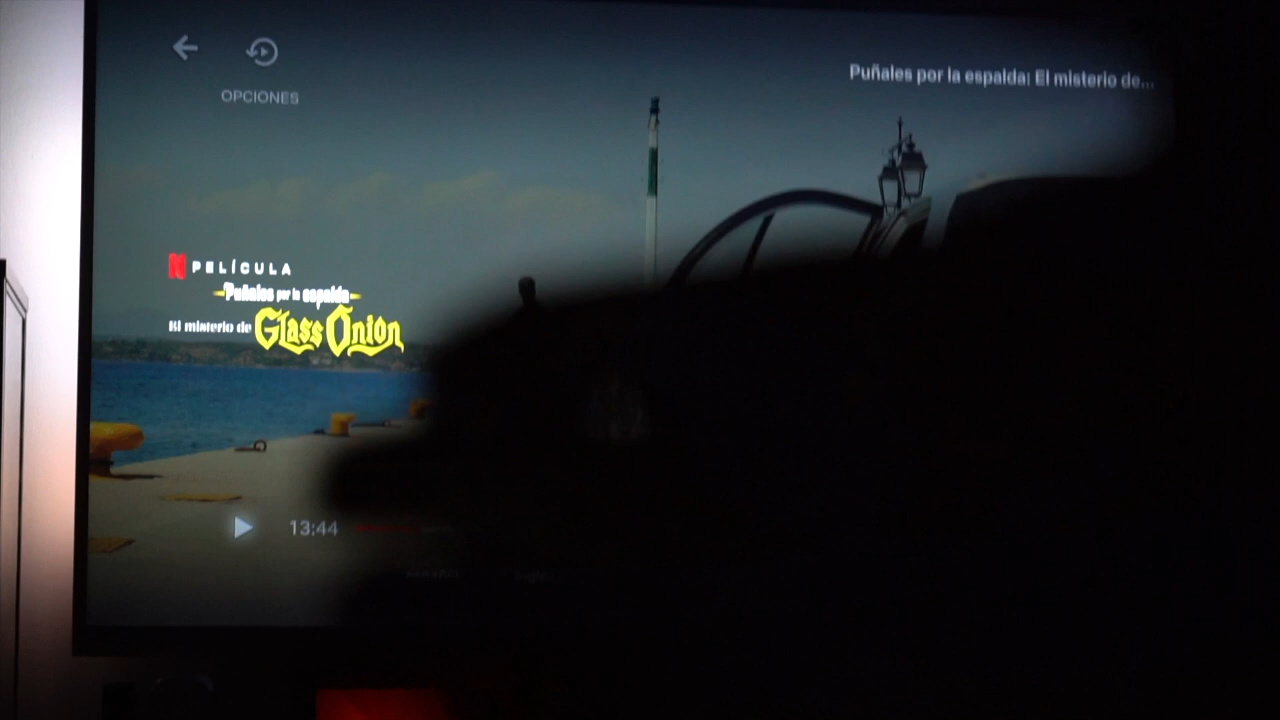 OPCIONES
Puñales por la espalda: El misterio de...
N PELÍCULA
Puñales por la espalda
El misterio de Glass Onion
13:44